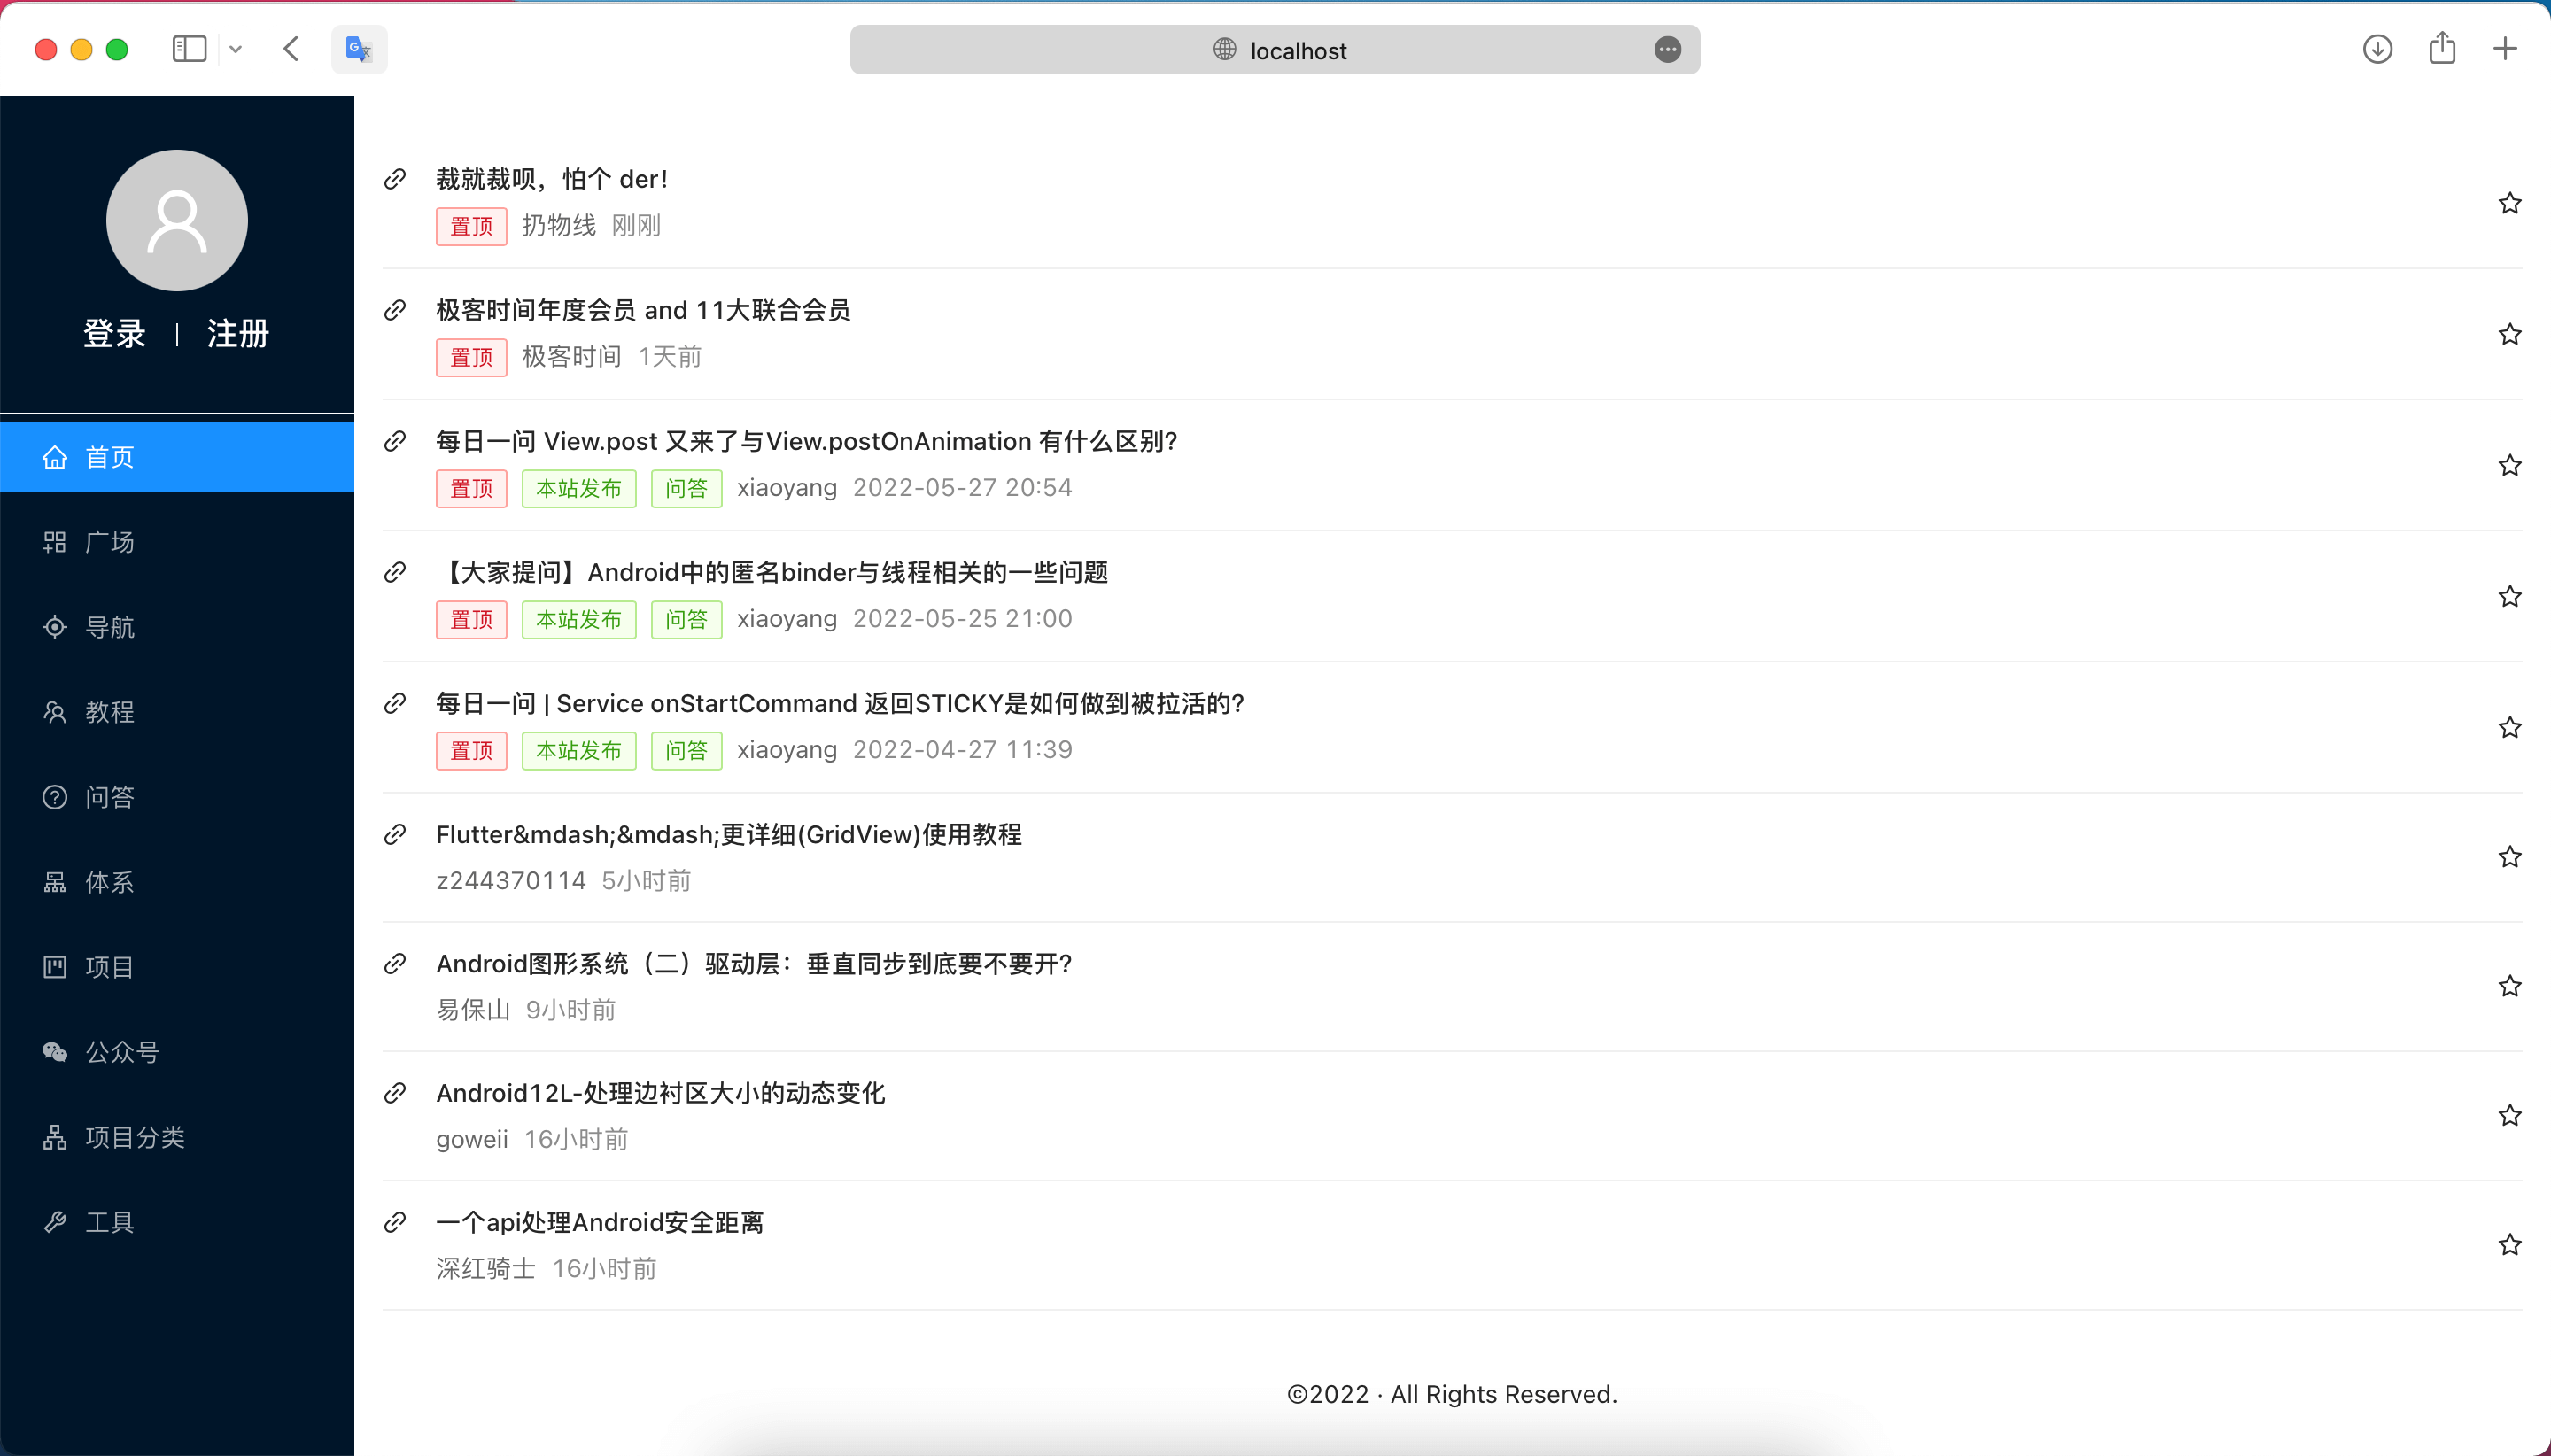 localhost
登录 | 注册
首页
广场
导航
教程
问答
体系
项目
公众号
项目分类
工具
裁就裁呗，怕个 der！
置顶 扔物线 刚刚
极客时间年度会员 and 11大联合会员
置顶 极客时间 1天前
每日一问 View.post 又来了与View.postOnAnimation 有什么区别？
置顶 本站发布 问答 xiaoyang 2022-05-27 20:54
【大家提问】Android中的匿名binder与线程相关的一些问题
置顶 本站发布 问答 xiaoyang 2022-05-25 21:00
每日一问 | Service onStartCommand 返回STICKY是如何做到被拉活的？
置顶 本站发布 问答 xiaoyang 2022-04-27 11:39
Flutter&mdash;&mdash;更详细(GridView)使用教程
z244370114 5小时前
Android图形系统（二）驱动层：垂直同步到底要不要开？
易保山 9小时前
Android12L-处理边衬区大小的动态变化
goweii 16小时前
一个api处理Android安全距离
深红骑士 16小时前
©2022 · All Rights Reserved.